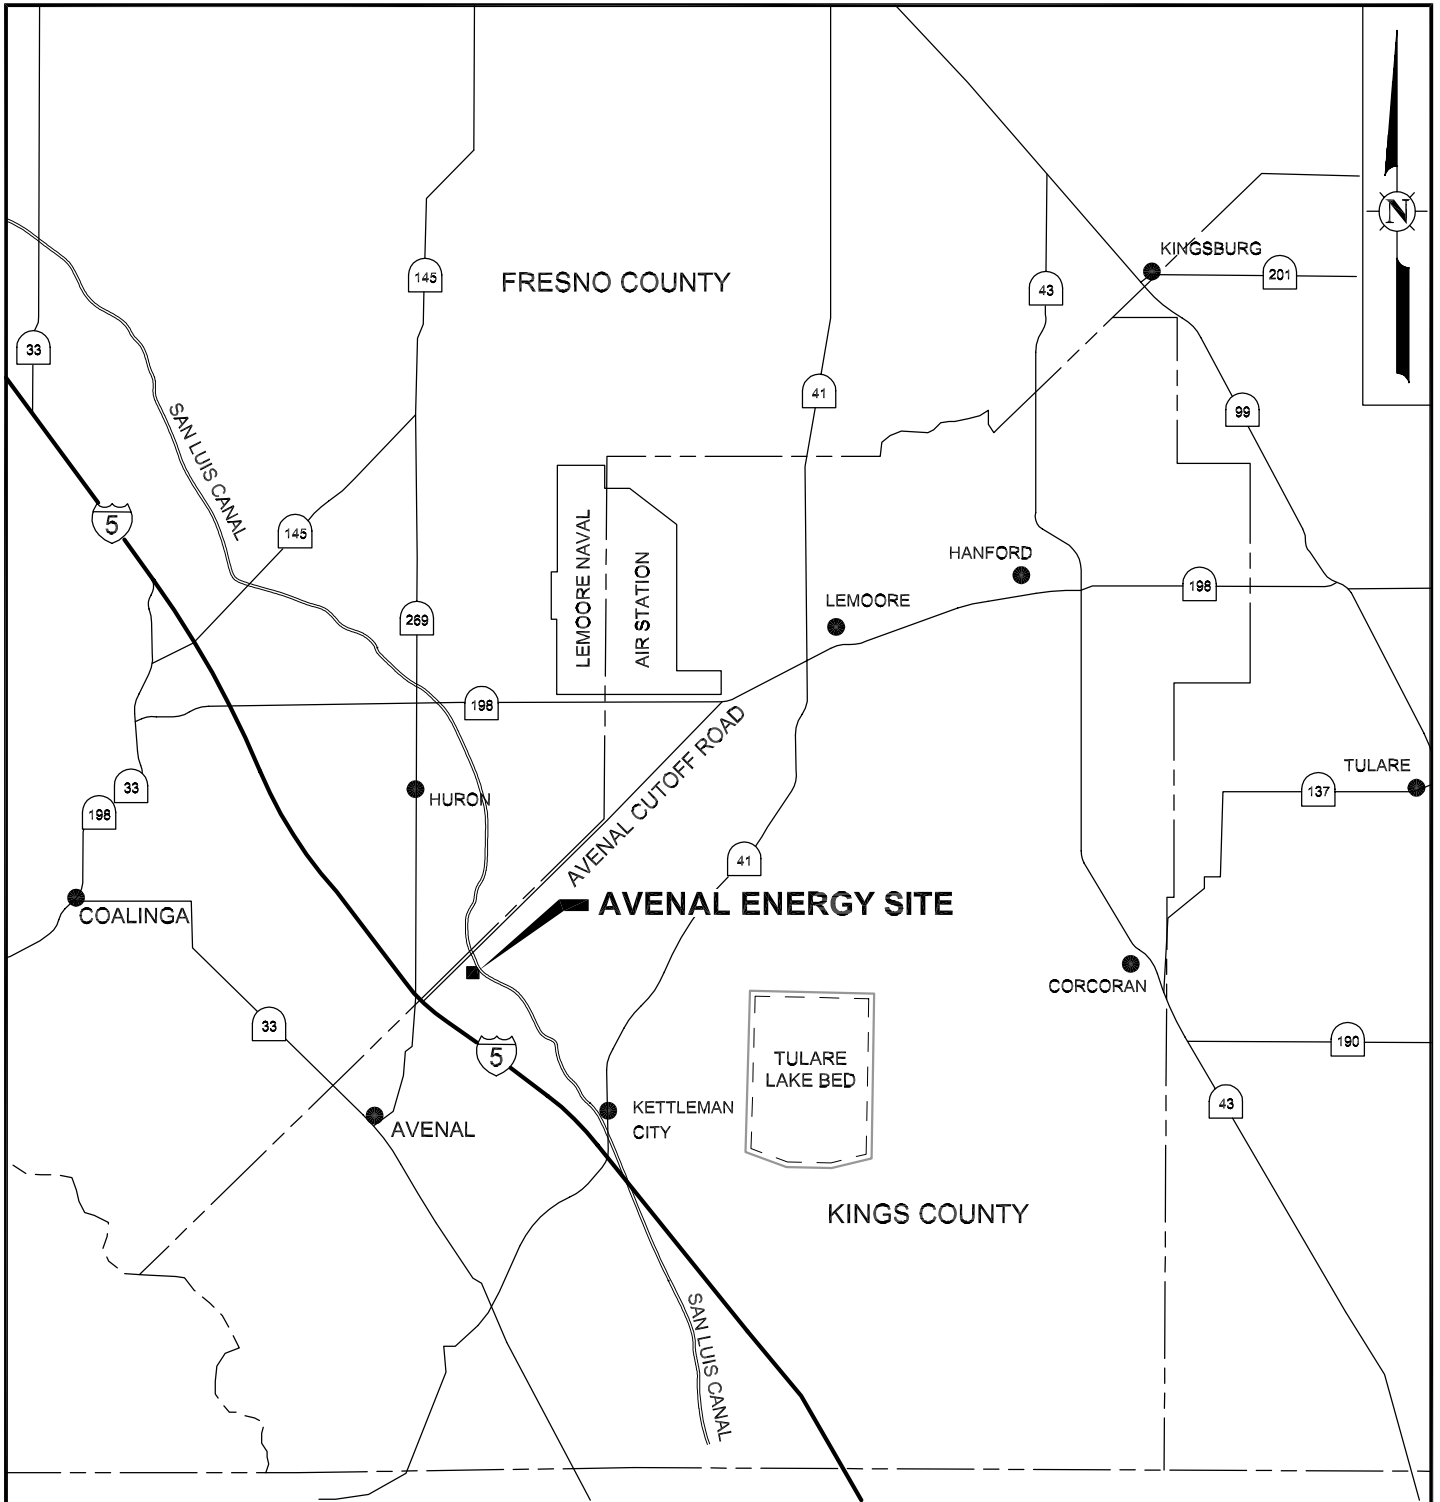 N
KINGSBURG
201
145
FRESNO COUNTY
43
33
41
99
SAN LUIS CANAL
5
145
LEMOORE NAVAL
AIR STATION
HANFORD
198
LEMOORE
269
198
AVENAL CUTOFF ROAD
TULARE
137
33
HURON
198
41
COALINGA
AVENAL ENERGY SITE
CORCORAN
33
5
TULARE
LAKE BED
190
KETTLEMAN
CITY
43
AVENAL
KINGS COUNTY
SAN LUIS CANAL